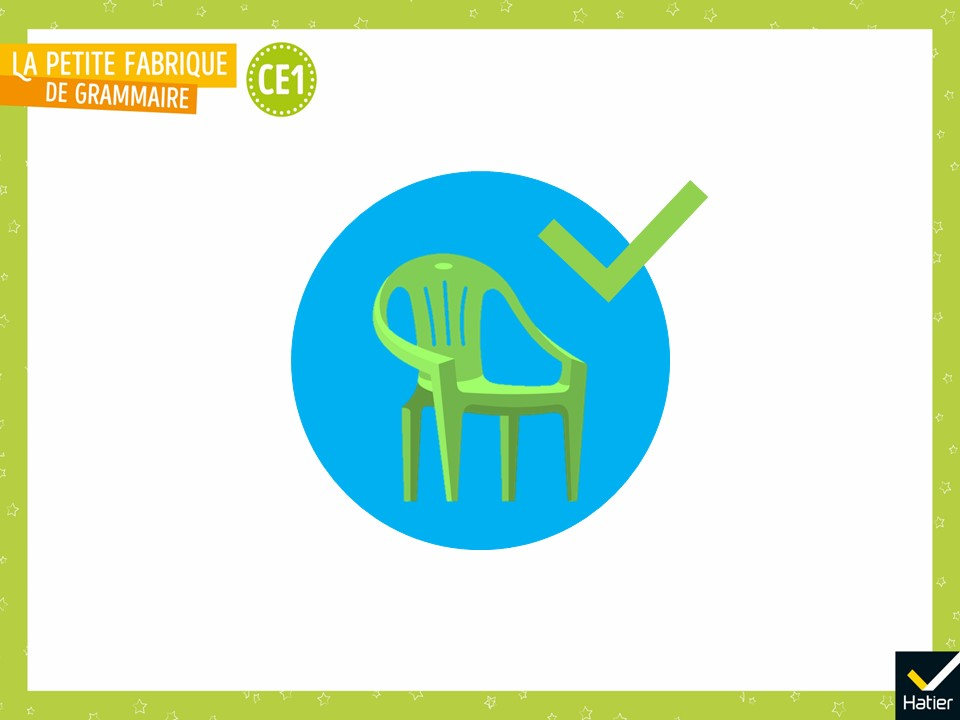 LA PETITE FABRIQUE
DE GRAMMAIRE
CE1
Hatier